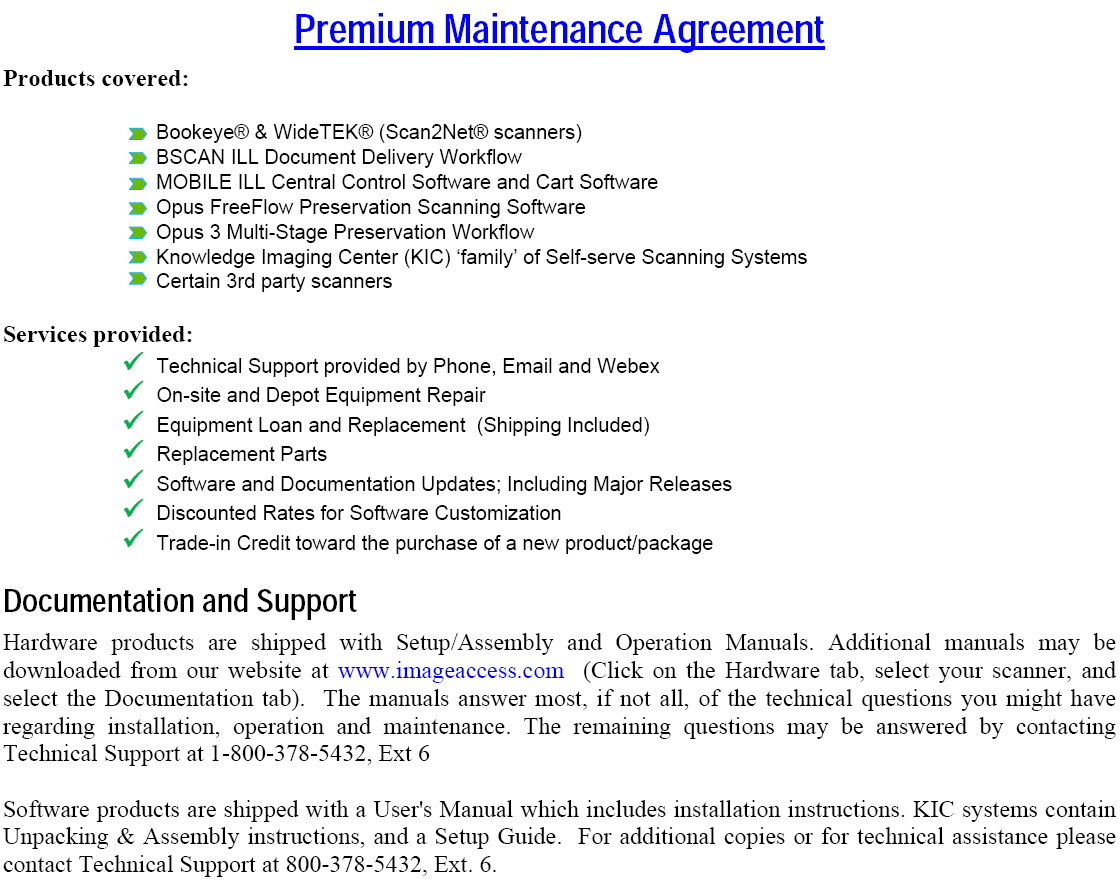 Premium Maintenance Agreement
Products covered:
Bookeye® & WideTEK® (Scan2Net® scanners)
BSCAN ILL Document Delivery Workflow
MOBILE ILL Central Control Software and Cart Software
Opus FreeFlow Preservation Scanning Software
Opus 3 Multi-Stage Preservation Workflow
Knowledge Imaging Center (KIC) ‘family’ of Self-serve Scanning Systems
Certain 3rd party scanners
Services provided:
Technical Support provided by Phone, Email and Webex
On-site and Depot Equipment Repair
Equipment Loan and Replacement  (Shipping Included)
Replacement Parts
Software and Documentation Updates; Including Major Releases
Discounted Rates for Software Customization
Trade-in Credit toward the purchase of a new product/package
Documentation and Support
Hardware products are shipped with Setup/Assembly and Operation Manuals. Additional manuals may be
downloaded from our website at www.imageaccess.com  (Click on the Hardware tab, select your scanner, and
select the Documentation tab).  The manuals answer most, if not all, of the technical questions you might have
regarding installation, operation and maintenance. The remaining questions may be answered by contacting
Technical Support at 1-800-378-5432, Ext 6
Software products are shipped with a User's Manual which includes installation instructions. KIC systems contain
Unpacking & Assembly instructions, and a Setup Guide.  For additional copies or for technical assistance please
contact Technical Support at 800-378-5432, Ext. 6.